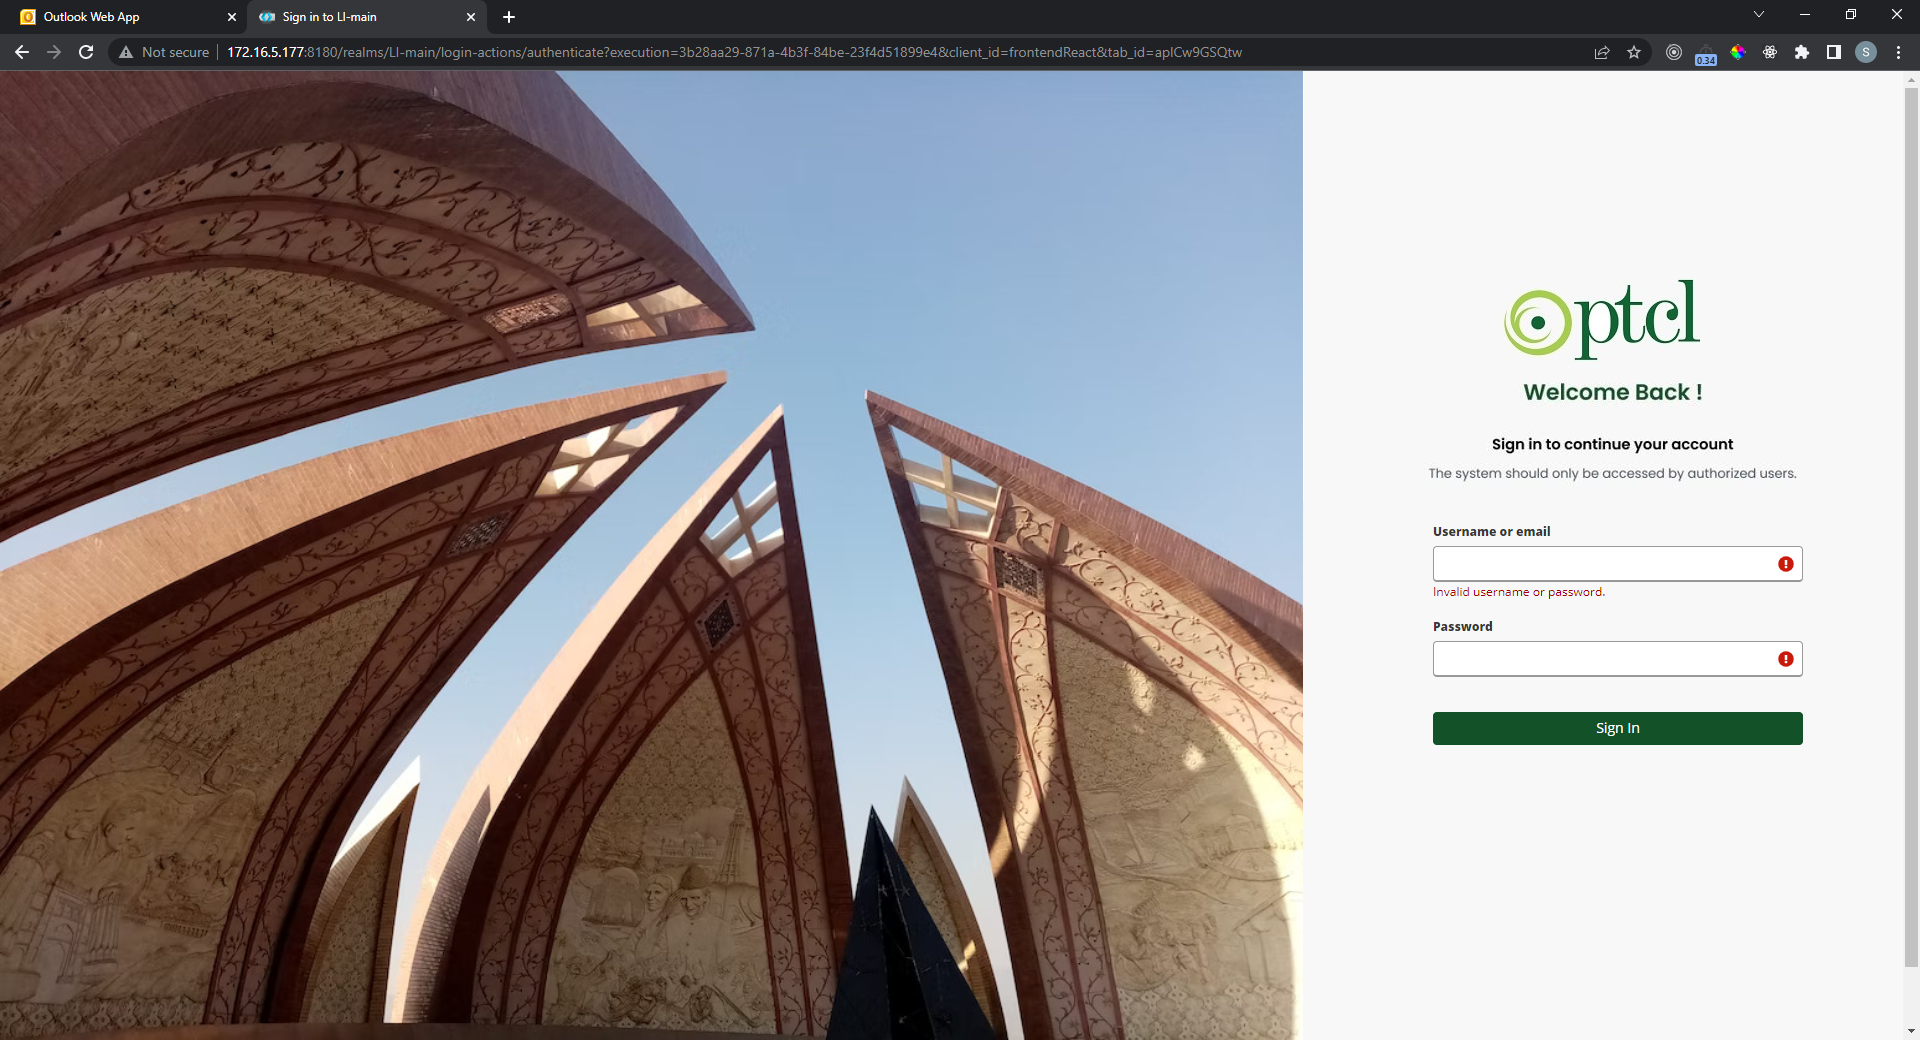 Outlook Web App
Sign in to LI-main
Not secure
172.16.5.177:8180/realms/LI-main/login-actions/authenticate?execution=3b28aa29-871a-4b3f-84be-23f4d51899e4&client_id=frontendReact&tab_id=aplCw9GSQtw
0.34
S
ptcl
Welcome Back !
Sign in to continue your account
The system should only be accessed by authorized users.
Username or email
Invalid username or password.
Password
Sign In